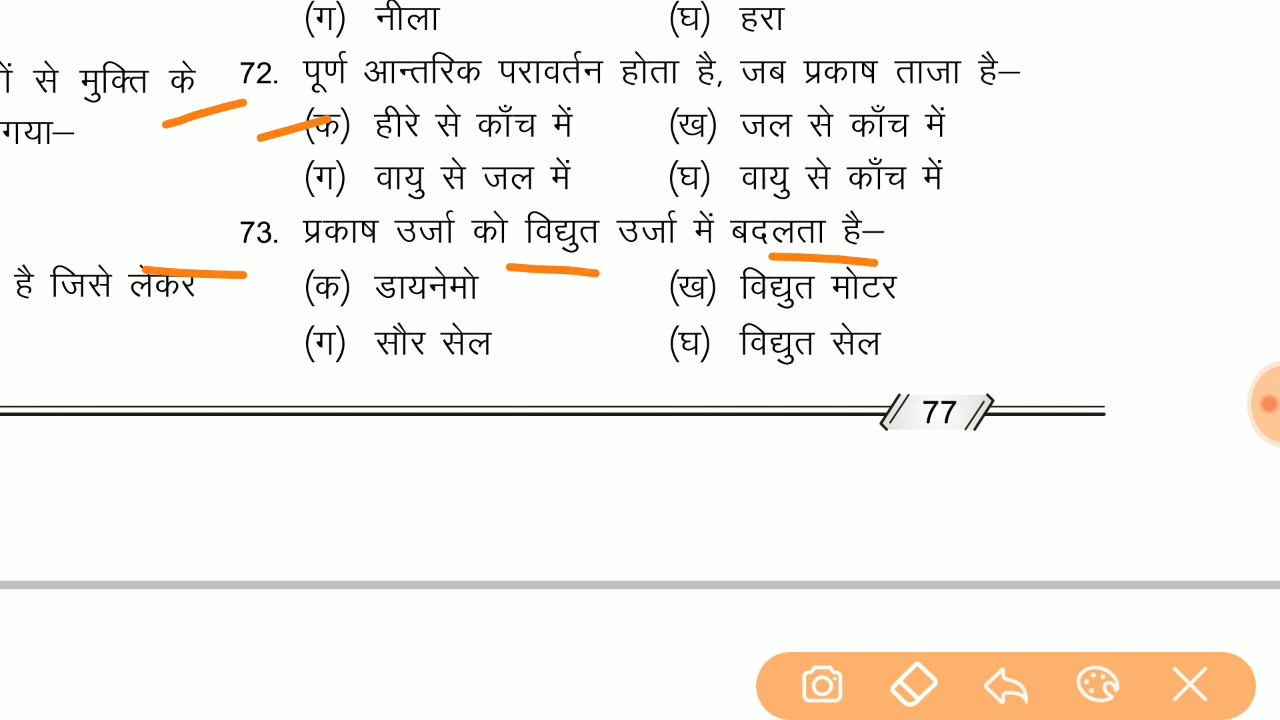 (ग) नीला (घ) हरा
ों से मुक्ति के
गया–
है जिसे लेकर
72. पूर्ण आन्तरिक परावर्तन होता है, जब प्रकाष ताजा है–
(क) हीरे से काँच में (ख) जल से काँच में
(ग) वायु से जल में (घ) वायु से काँच में
73. प्रकाष उर्जा को विद्युत उर्जा में बदलता है–
(क) डायनेमो (ख) विद्युत मोटर
(ग) सौर सेल (घ) विद्युत सेल
77